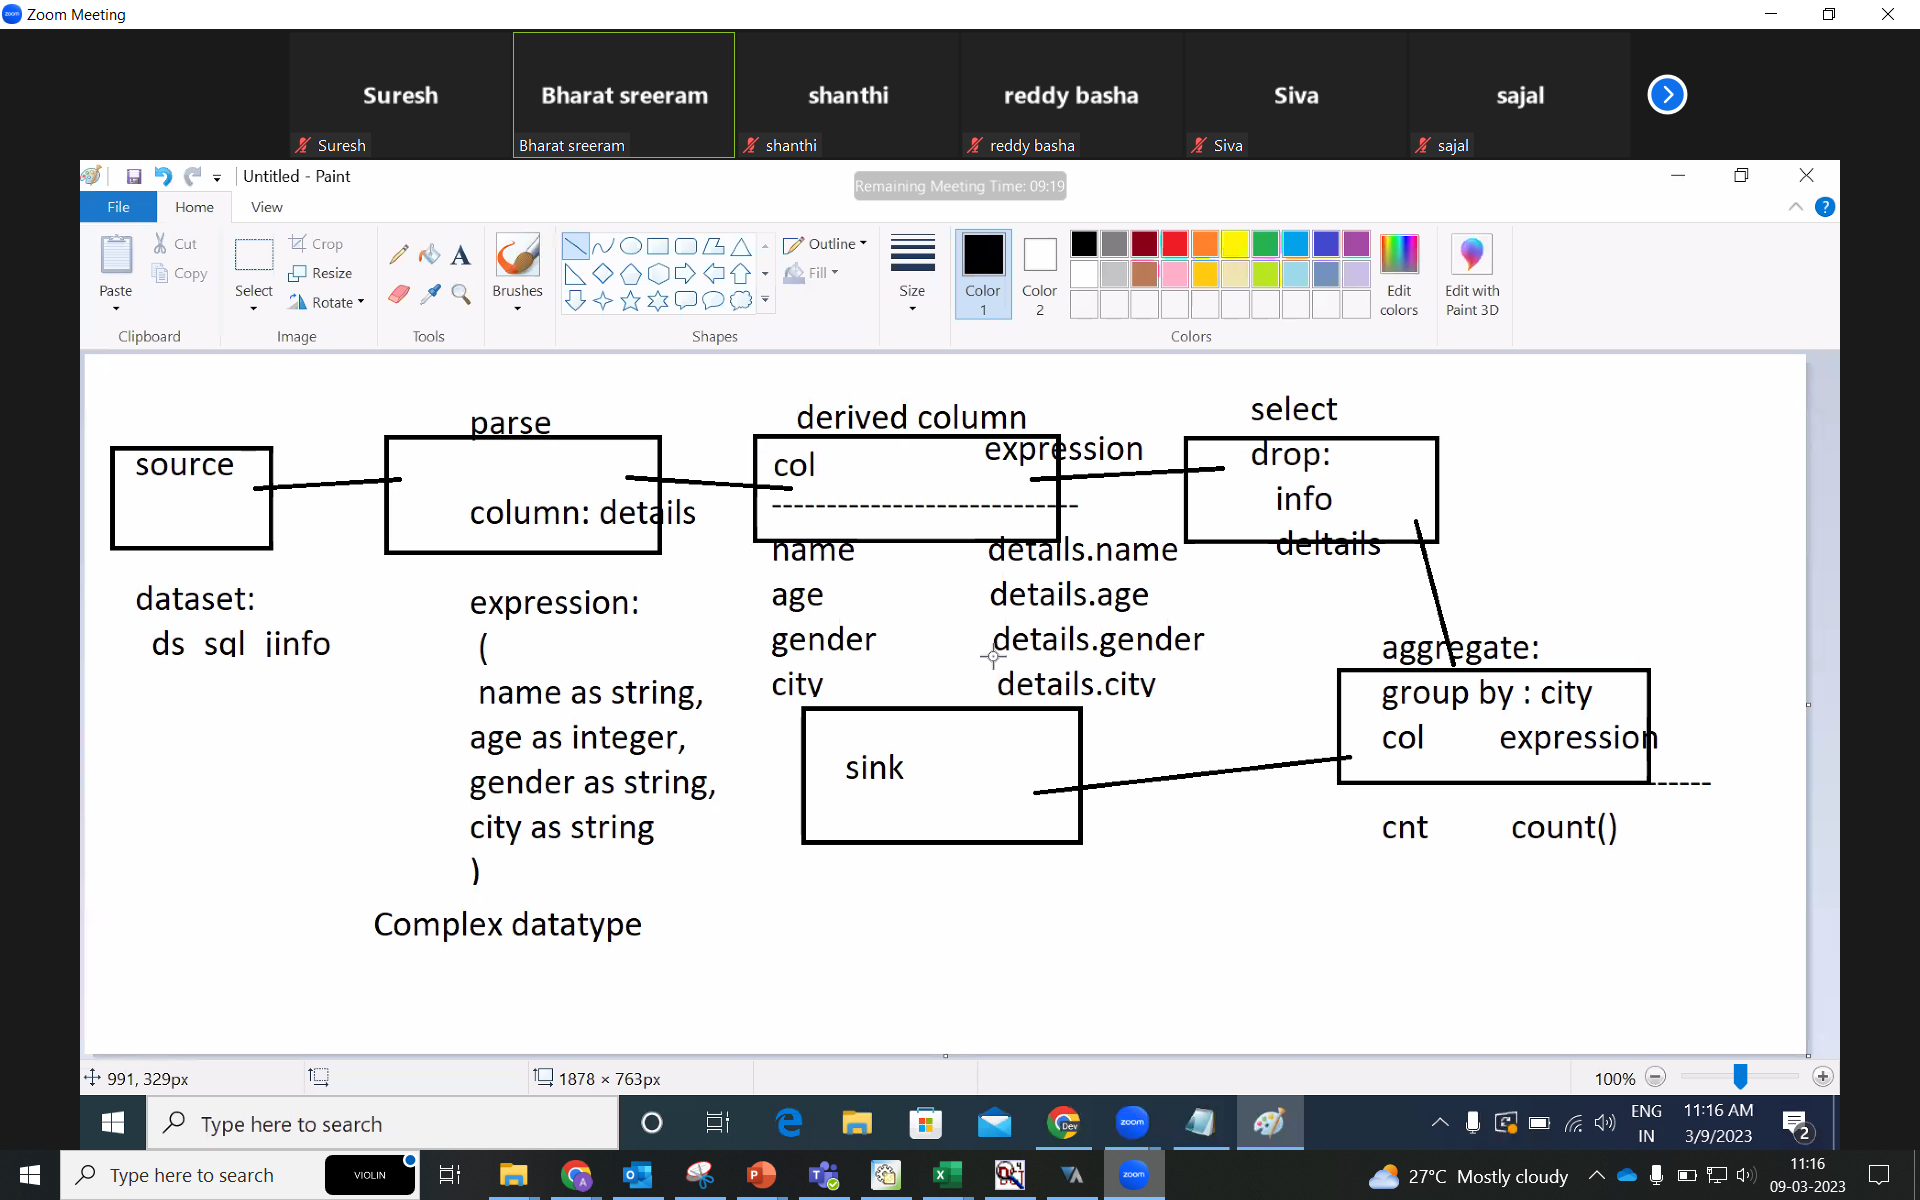 Zoom Meeting
Suresh
Bharat sreeram
shanthi
reddy basha
Siva
sajal
Suresh
Bharat sreeram
shanthi
reddy basha
Siva
sajal
Untitled - Paint
Remaining Meeting Time: 09:19
File
Home
View
Paste
Cut
Copy
Clipboard
Select
Crop
Resize
Rotate
Image
Tools
Brushes
Shapes
Outline
Fill
Size
Color
1
Color
2
Edit
colors
Colors
Edit with
Paint 3D
source
dataset:
ds_sql_jinfo
parse
column: details
expression:
(
name as string,
age as integer,
gender as string,
city as string
)
Complex datatype
derived column
col expression
----------------------------
name details.name
age details.age
gender details.gender
city details.city
select
drop:
info
deltails
aggregate:
group by : city
col expression
------
cnt count()
sink
991, 329px
1878 × 763px
100%
Type here to search
Dev
zoom
ENG
IN
11:16 AM
3/9/2023
2
Type here to search
VIOLIN
zoom
27°C Mostly cloudy
11:16
09-03-2023